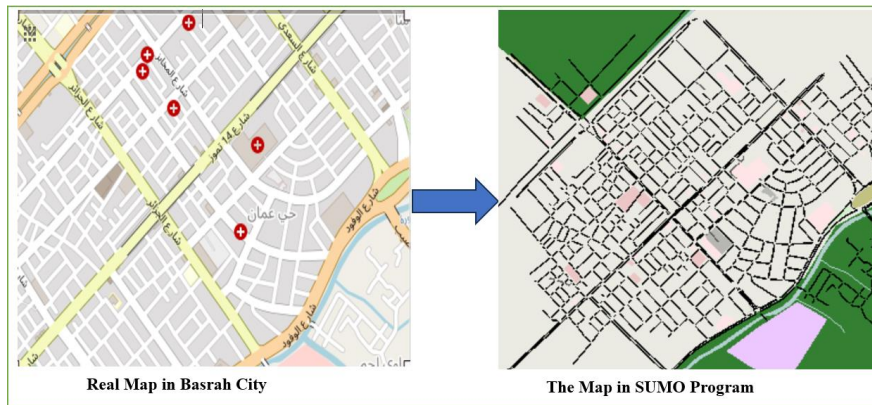 شارع السعدي
شارع المخابز
شارع الجزائر
شارع 14 تموز
حي عمان
شارع الجزائر
شارع الوفود
شارع الوفود
Real Map in Basrah City
The Map in SUMO Program